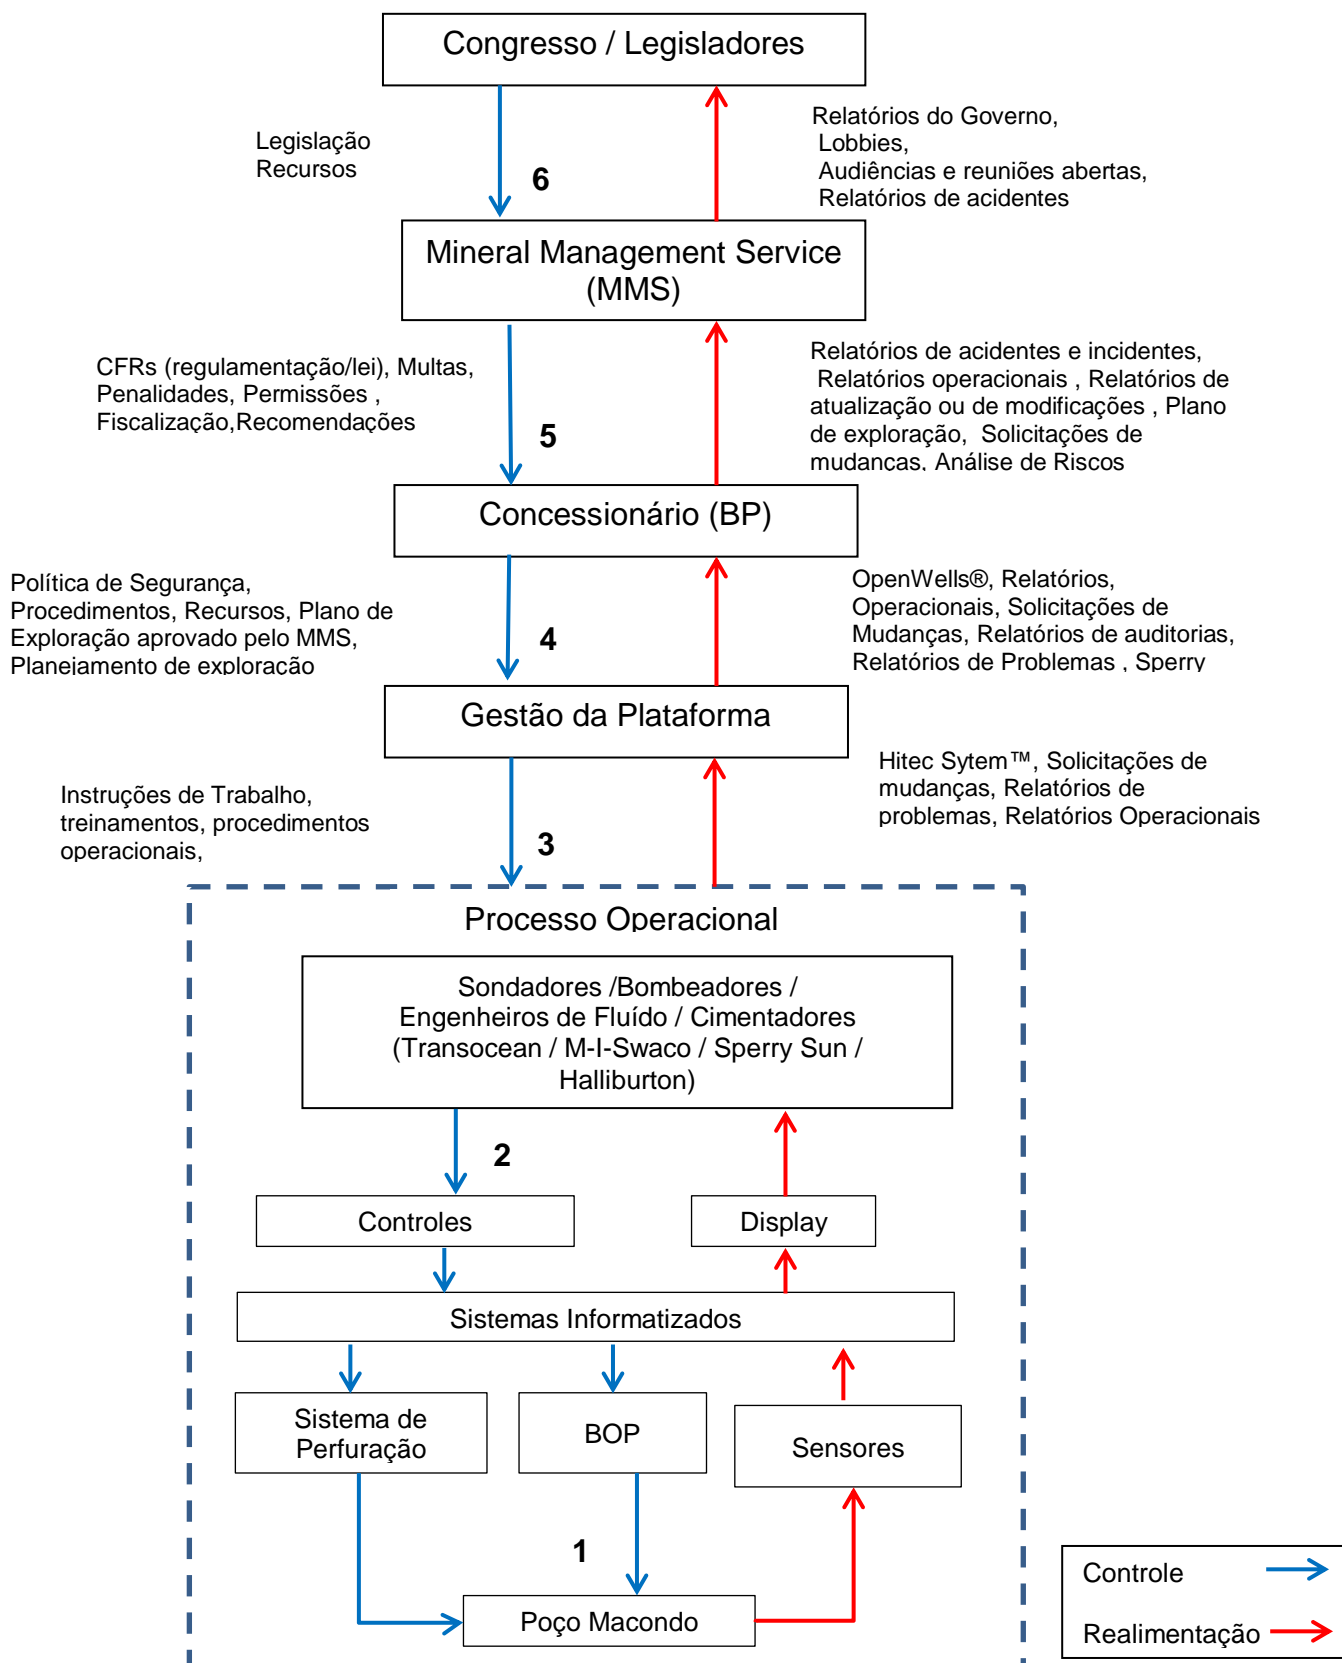 Congresso / Legisladores
Legislação
Recursos
6
Relatórios do Governo,
Lobbies,
Audiências e reuniões abertas,
Relatórios de acidentes
Mineral Management Service
(MMS)
CFRs (regulamentação/lei), Multas,
Penalidades, Permissões ,
Fiscalização,Recomendações
5
Relatórios de acidentes e incidentes,
Relatórios operacionais , Relatórios de
atualização ou de modificações , Plano
de exploração, Solicitações de
mudanças, Análise de Riscos
Concessionário (BP)
Política de Segurança,
Procedimentos, Recursos, Plano de
Exploração aprovado pelo MMS,
Planejamento de exploração
4
OpenWells®, Relatórios,
Operacionais, Solicitações de
Mudanças, Relatórios de auditorias,
Relatórios de Problemas , Sperry
Gestão da Plataforma
Instruções de Trabalho,
treinamentos, procedimentos
operacionais,
3
Hitec Sytem™, Solicitações de
mudanças, Relatórios de
problemas, Relatórios Operacionais
Processo Operacional
Sondadores /Bombeadores /
Engenheiros de Fluído / Cimentadores
(Transocean / M-I-Swaco / Sperry Sun /
Halliburton)
2
Controles
Display
Sistemas Informatizados
Sistema de
Perfuração
BOP
Sensores
1
Poço Macondo
Controle
Realimentação